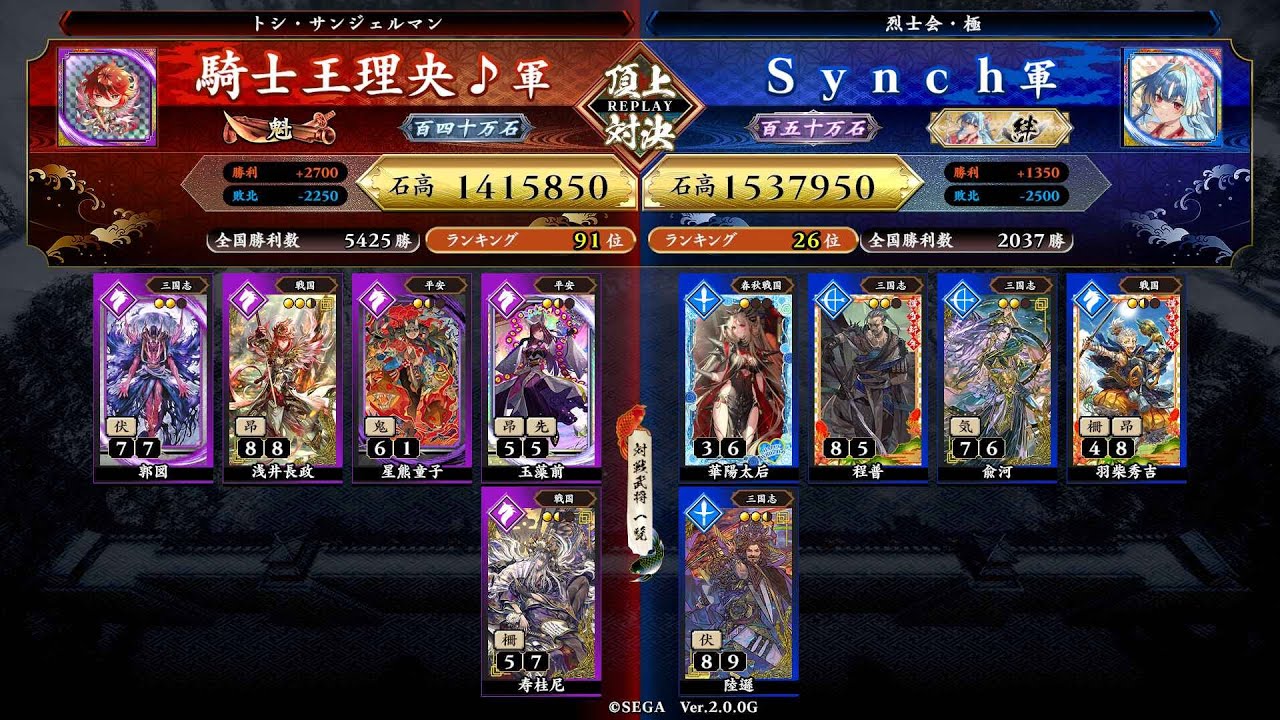 トシ・サンジェルマン
烈士会・極
騎士王理央♪軍
頂上
REPLAY
対決
Synch軍
魁
百四十万石
百五十万石
絆
勝利 +2700
敗北 -2250
石高 1415850
石高 1537950
勝利 +1350
敗北 -2500
全国勝利数 5425勝
ランキング 91位
ランキング 26位
全国勝利数 2037勝
三国志
戦国
平安
平安
春秋戦国
三国志
三国志
戦国
伏
昴
鬼
昴 先
気
柵 昴
7 7
8 8
6 1
5 5
3 6
8 5
7 6
4 8
郭図
浅井長政
星熊童子
玉藻前
華陽太后
程普
兪河
羽柴秀吉
対戦武将一覧
戦国
三国志
柵
伏
5 7
8 9
寿桂尼
陸遜
©SEGA Ver.2.0.0G